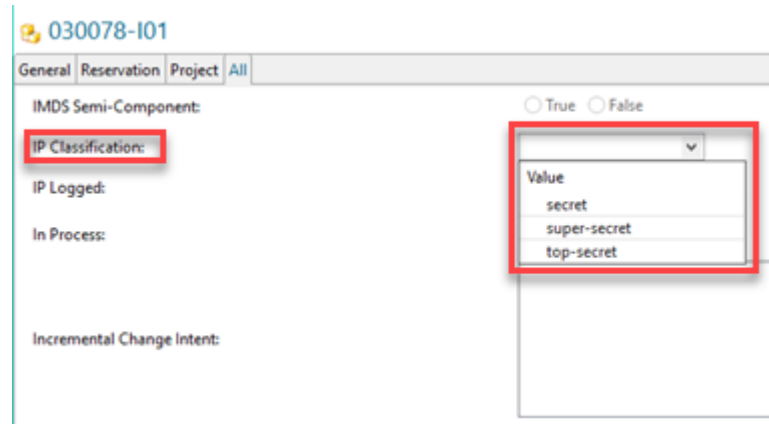 030078-I01
General Reservation Project All
IMDS Semi-Component: True False
IP Classification:
Value
secret
super-secret
top-secret
IP Logged:
In Process:
Incremental Change Intent: